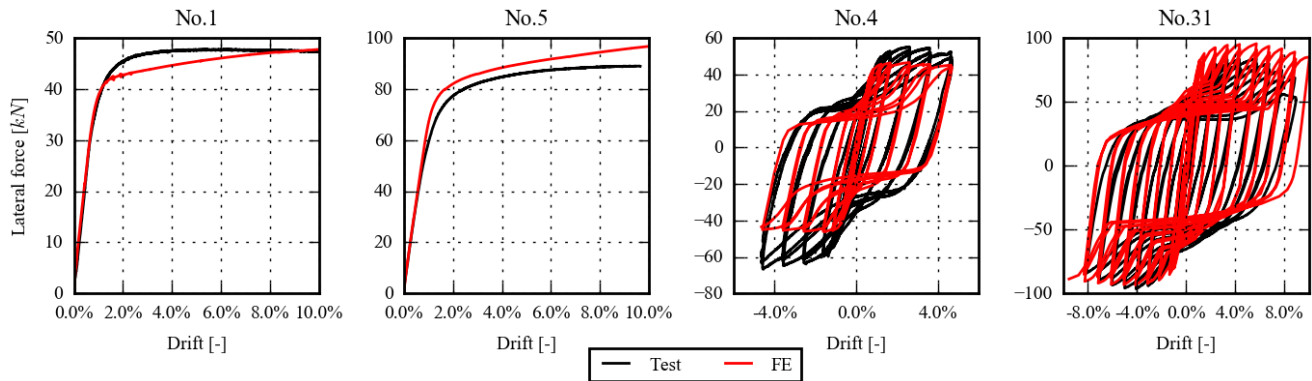 No.1 No.5 No.4 No.31
Lateral force [kN]
50 40 30 20 10 0
0.0% 2.0% 4.0% 6.0% 8.0% 10.0%
Drift [-]
100 80 60 40 20 0
0.0% 2.0% 4.0% 6.0% 8.0% 10.0%
Drift [-]
60 40 20 0 −20 −40 −60 −80
-4.0% 0.0% 4.0%
Drift [-]
100 50 0 −50 −100
-8.0% -4.0% 0.0% 4.0% 8.0%
Drift [-]
Test FE